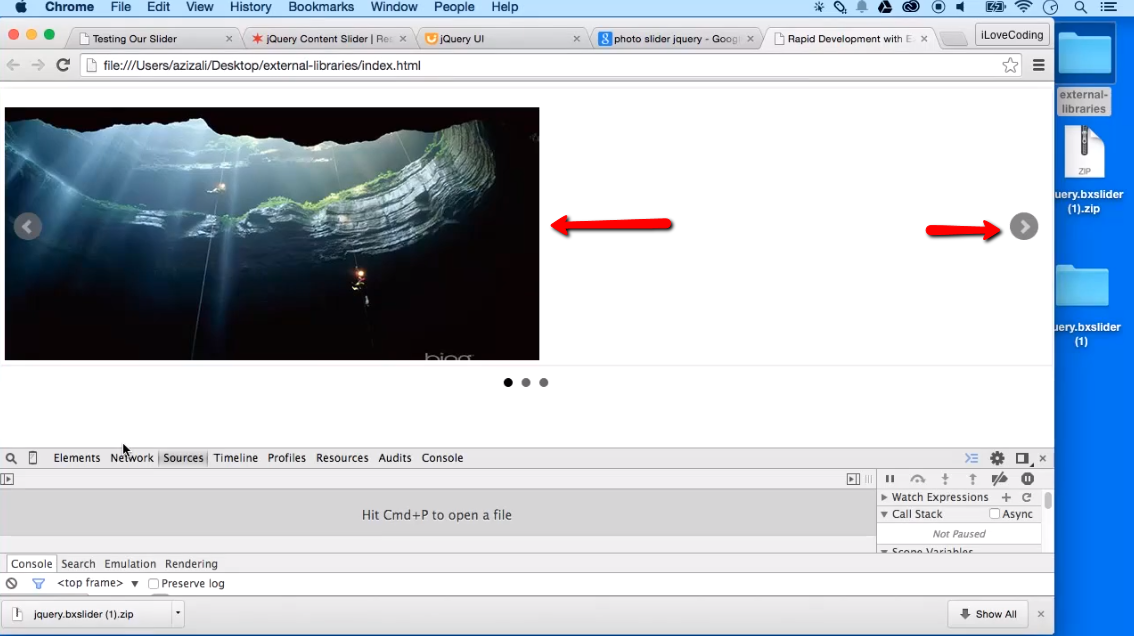 Chrome File Edit View History Bookmarks Window People Help
Testing Our Slider jQuery Content Slider | Res jQuery UI photo slider jquery - Goog Rapid Development with E iLoveCoding
file:///Users/azizali/Desktop/external-libraries/index.html
external-
libraries
ZIP
uery.bxslider
(1).zip
bing
uery.bxslider
(1)
Elements Network Sources Timeline Profiles Resources Audits Console
Watch Expressions
Hit Cmd+P to open a file
Call Stack Async
Not Paused
Scope Variables
Console Search Emulation Rendering
<top frame> Preserve log
jquery.bxslider (1).zip Show All